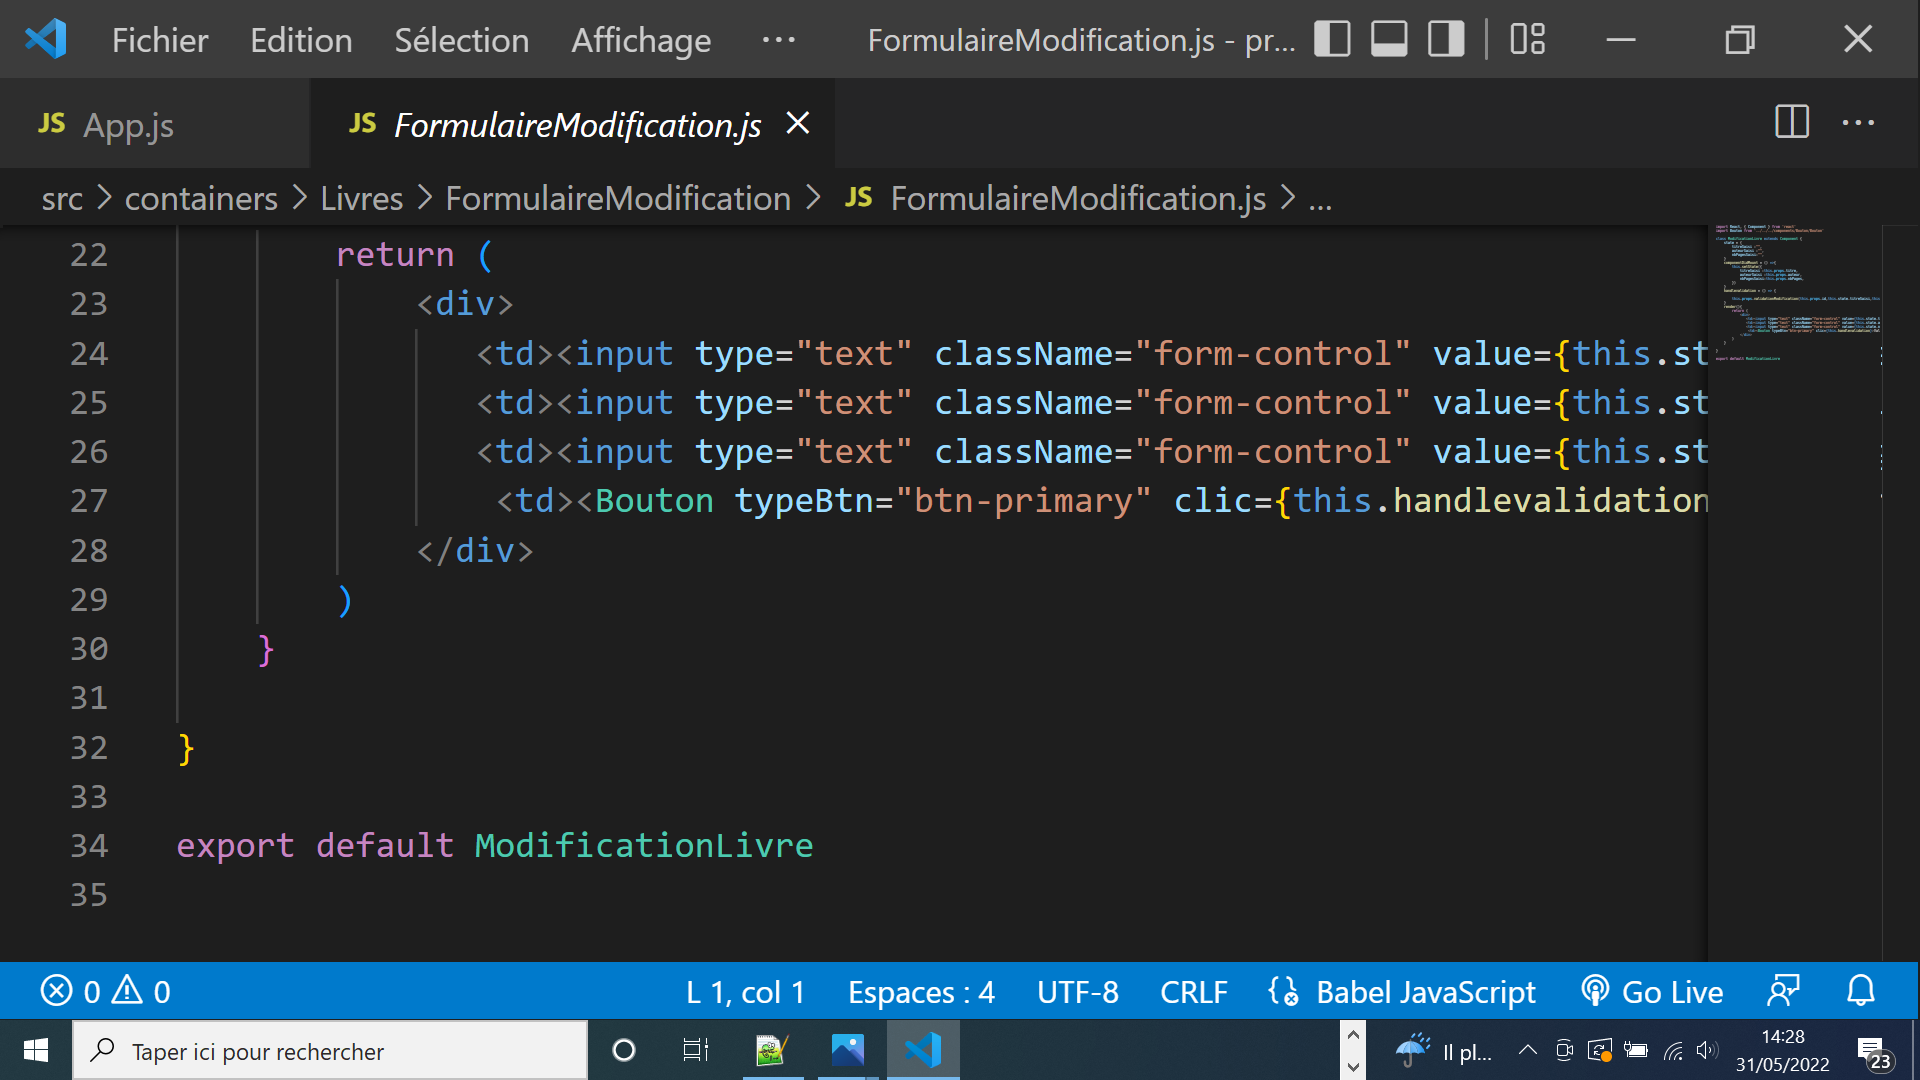 Fichier Edition Sélection Affichage ··· FormulaireModification.js - pr...
JS App.js JS FormulaireModification.js
src > containers > Livres > FormulaireModification > JS FormulaireModification.js > ...
22 return (
23 <div>
24 <td><input type="text" className="form-control" value={this.st
25 <td><input type="text" className="form-control" value={this.st
26 <td><input type="text" className="form-control" value={this.st
27 <td><Bouton typeBtn="btn-primary" clic={this.handlevalidation
28 </div>
29 )
30 }
31
32 }
33
34 export default ModificationLivre
35
0 0 L 1, col 1 Espaces : 4 UTF-8 CRLF Babel JavaScript Go Live
Taper ici pour rechercher Il pl... 14:28
31/05/2022 23